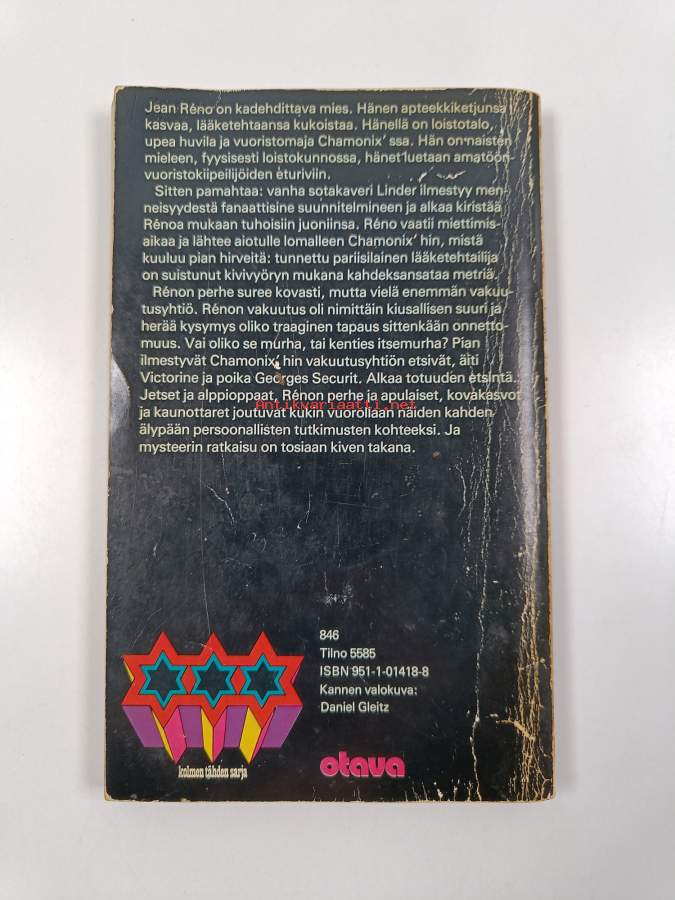 Jean Réno on kadehdittava mies. Hänen apteekkiketjunsa
kasvaa, lääketehtaansa kukoistaa. Hänellä on loistotalo,
upea huvila ja vuoristomaja Chamonix' ssa. Hän on naisten
mieleen, fyysisesti loistokunnossa, hänet luetaan amatööri-
vuoristokiipeilijöiden eturiviin.
Sitten pamahtaa: vanha sotakaveri Linder ilmestyy men-
neisyydestä fanaattisine suunnitelmineen ja alkaa kiristää
Rénoa mukaan tuhoisiin juoniinsa. Réno vaatii miettimis-
aikaa ja lähtee aiotulle lomalleen Chamonix' hin, mistä
kuuluu pian hirveitä: tunnettu pariisilainen lääketehtailija
on suistunut kivivyöryn mukana kahdeksansataa metriä.
Rénon perhe suree kovasti, mutta vielä enemmän vakuu-
tusyhtiö. Rénon vakuutus oli nimittäin kiusallisen suuri ja
herää kysymys oliko traaginen tapaus sittenkään onnetto-
muus. Vai oliko se murha, tai kenties itsemurha? Pian
ilmestyvät Chamonix' hin vakuutusyhtiön etsivät, äiti
Victorine ja poika Georges Securit. Alkaa totuuden etsintä.
Jetset ja alppioppaat, Rénon perhe ja apulaiset, kovakasvot
Antikvariaatti.net
ja kaunottaret joutuvat kukin vuorollaan näiden kahden
älypään persoonallisten tutkimusten kohteeksi. Ja
mysteerin ratkaisu on tosiaan kiven takana.
846
Tilno 5585
ISBN 951-1-01418-8
Kannen valokuva:
Daniel Gleitz
kolmen tähden sarja
otava